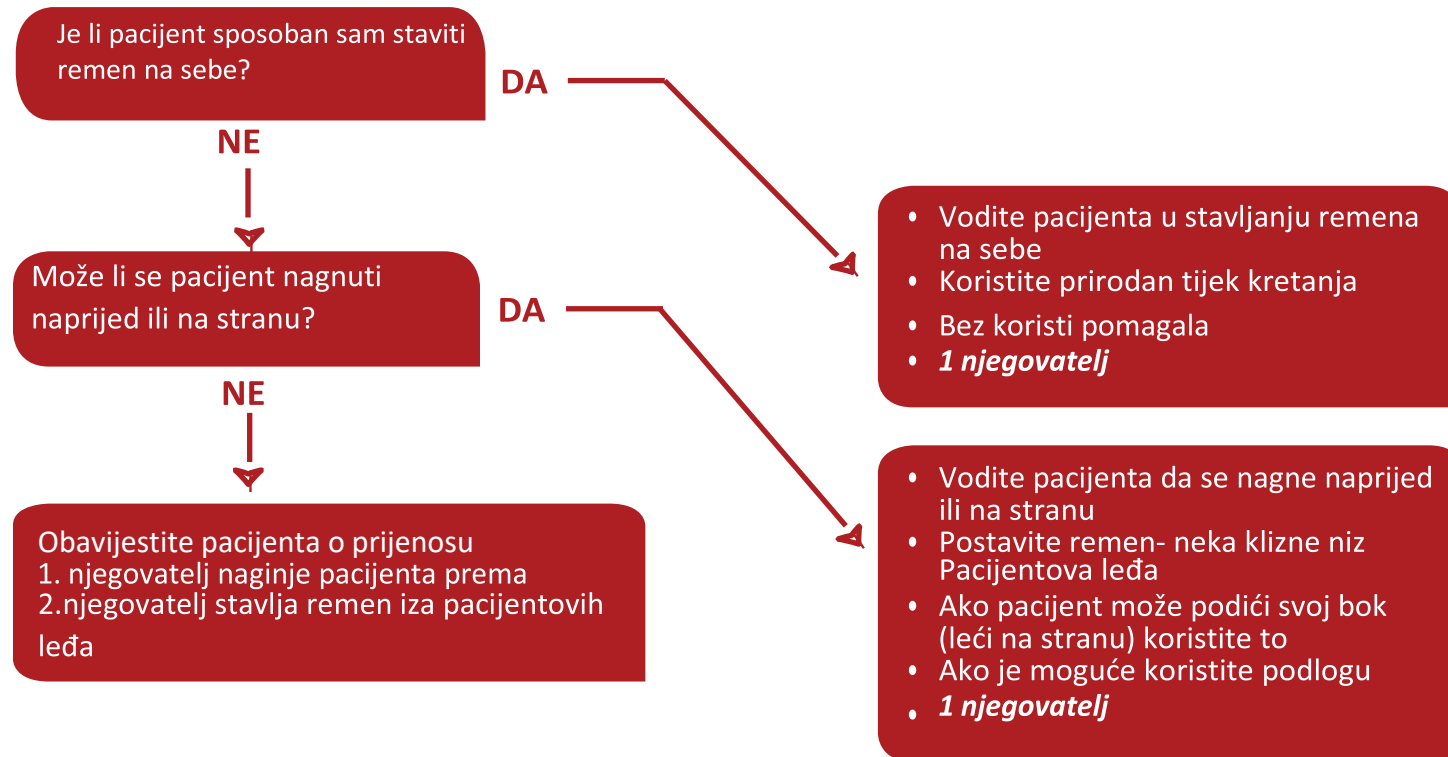 Je li pacijent sposoban sam staviti
remen na sebe?
DA
NE
Može li se pacijent nagnuti
naprijed ili na stranu?
DA
NE
Obavijestite pacijenta o prijenosu
1. njegovatelj naginje pacijenta prema
2.njegovatelj stavlja remen iza pacijentovih
leđa
• Vodite pacijenta u stavljanju remena
na sebe
• Koristite prirodan tijek kretanja
• Bez koristi pomagala
• 1 njegovatelj
• Vodite pacijenta da se nagne naprijed
ili na stranu
• Postavite remen- neka klizne niz
Pacijentova leđa
• Ako pacijent može podići svoj bok
(leći na stranu) koristite to
• Ako je moguće koristite podlogu
• 1 njegovatelj